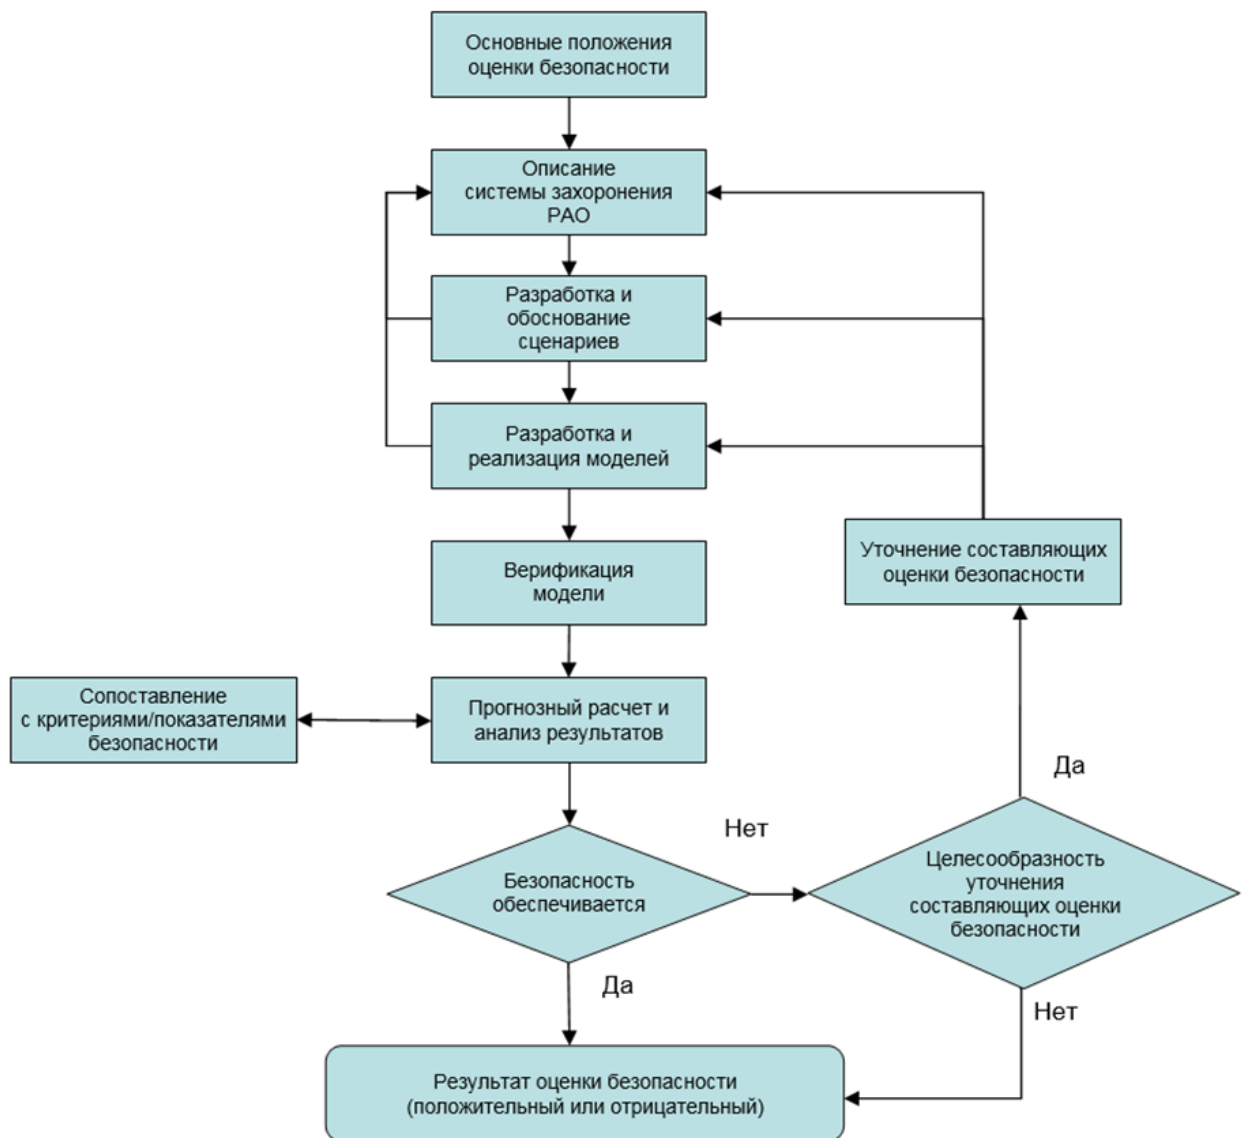 Основные положения
оценки безопасности
Описание
системы захоронения
РАО
Разработка и
обоснование
сценариев
Разработка и
реализация моделей
Уточнение составляющих
оценки безопасности
Верификация
модели
Сопоставление
с критериями/показателями
безопасности
Прогнозный расчет и
анализ результатов
Да
Нет
Безопасность
обеспечивается
Целесообразность
уточнения
составляющих оценки
безопасности
Да
Нет
Результат оценки безопасности
(положительный или отрицательный)